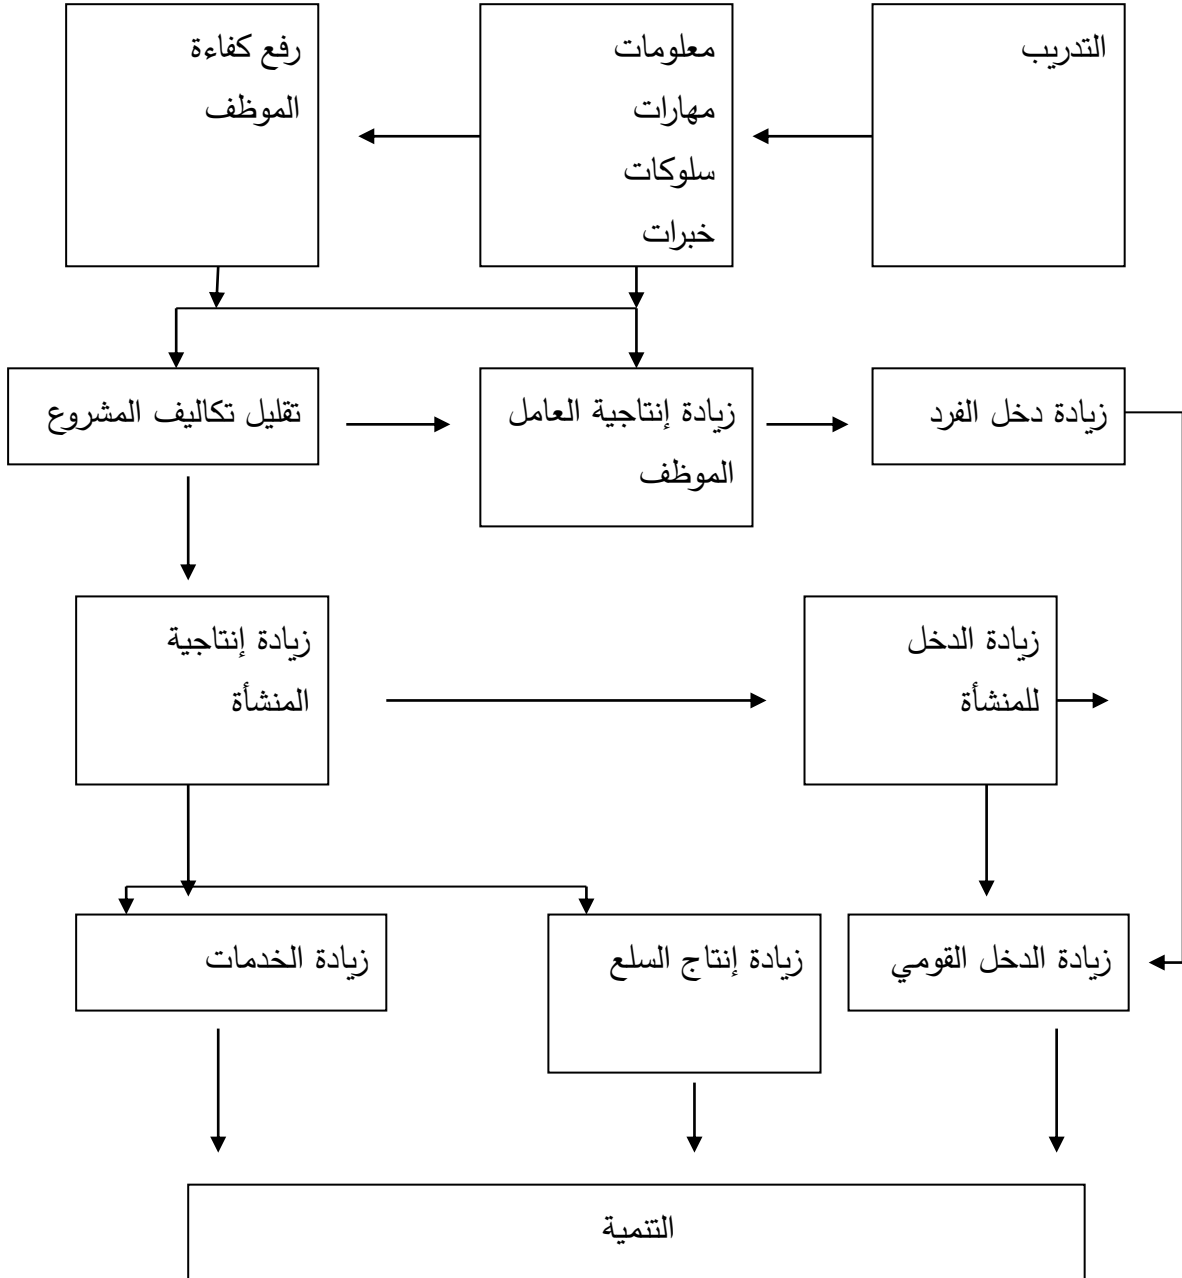 التدريب
معلومات
مهارات
سلوكات
خبرات
رفع كفاءة
الموظف
زيادة دخل الفرد
زيادة إنتاجية العامل
الموظف
تقليل تكاليف المشروع
زيادة الدخل
للمنشأة
زيادة إنتاجية
المنشأة
زيادة الدخل القومي
زيادة إنتاج السلع
زيادة الخدمات
التنمية